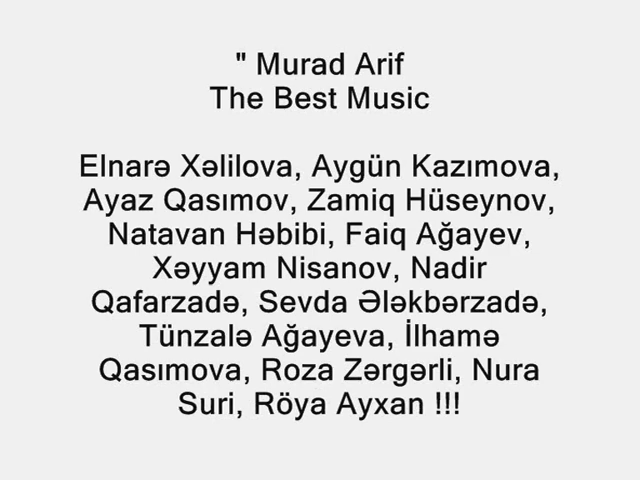 " Murad Arif
The Best Music
Elnarə Xəlilova, Aygün Kazımova,
Ayaz Qasımov, Zamiq Hüseynov,
Natavan Həbibi, Faiq Ağayev,
Xəyyam Nisanov, Nadir
Qafarzadə, Sevda Ələkbərzadə,
Tünzalə Ağayeva, İlhamə
Qasımova, Roza Zərgərli, Nura
Suri, Röya Ayxan !!!